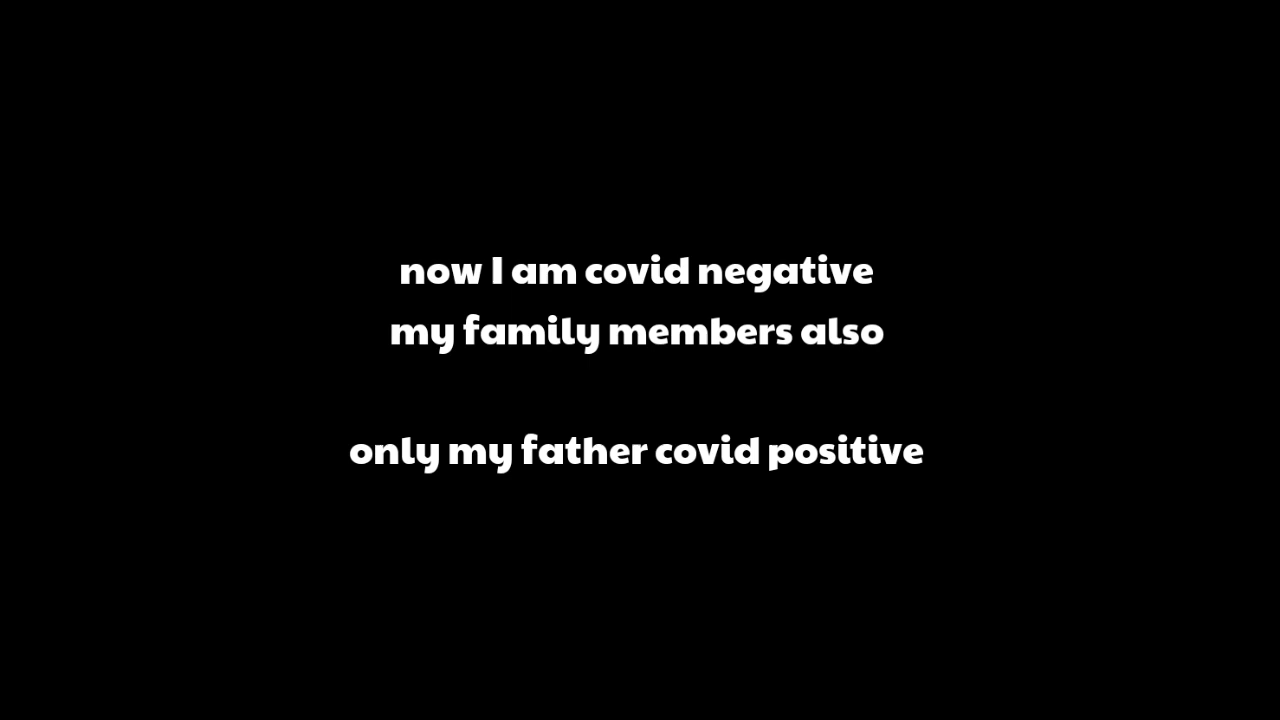 now I am covid negative
my family members also
only my father covid positive